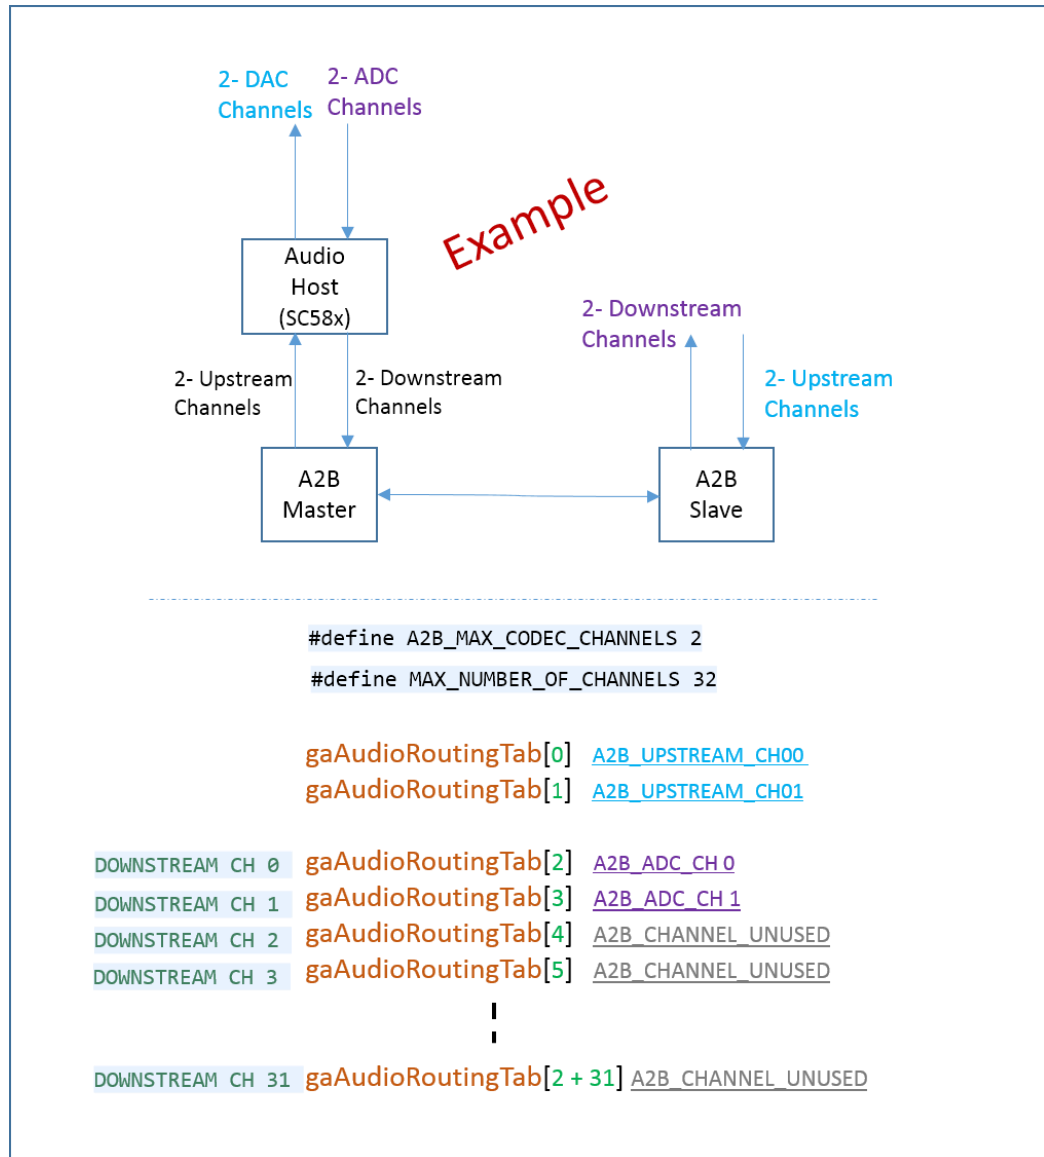 2- DAC
Channels
2- ADC
Channels
Example
Audio
Host
(SC58x)
2- Downstream
Channels
2- Upstream
Channels
2- Downstream
Channels
2- Upstream
Channels
A2B
Master
A2B
Slave
#define A2B_MAX_CODEC_CHANNELS 2
#define MAX_NUMBER_OF_CHANNELS 32
gaAudioRoutingTab[0] A2B_UPSTREAM_CH00
gaAudioRoutingTab[1] A2B_UPSTREAM_CH01
DOWNSTREAM CH 0 gaAudioRoutingTab[2] A2B_ADC_CH 0
DOWNSTREAM CH 1 gaAudioRoutingTab[3] A2B_ADC_CH 1
DOWNSTREAM CH 2 gaAudioRoutingTab[4] A2B_CHANNEL_UNUSED
DOWNSTREAM CH 3 gaAudioRoutingTab[5] A2B_CHANNEL_UNUSED
DOWNSTREAM CH 31 gaAudioRoutingTab[2 + 31] A2B_CHANNEL_UNUSED